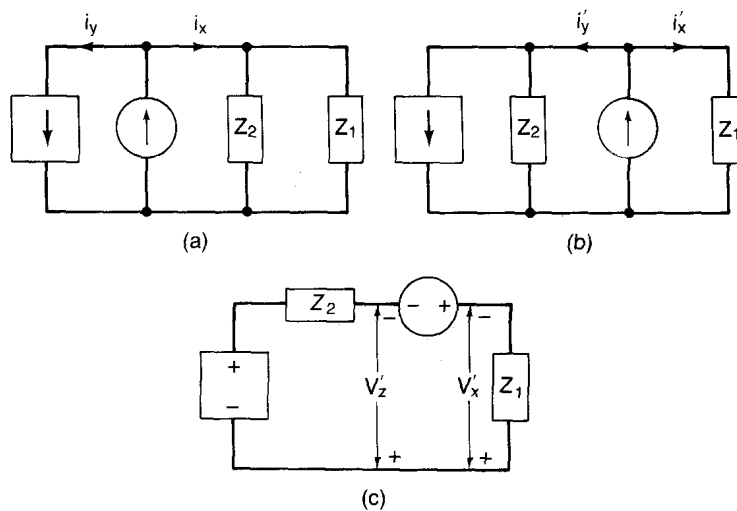 i_y i_x
Z_2 Z_1
(a)
i'_y i'_x
Z_2 Z_1
(b)
Z_2
− +
− −
+
−
V'_z V'_x Z_1
+ +
(c)